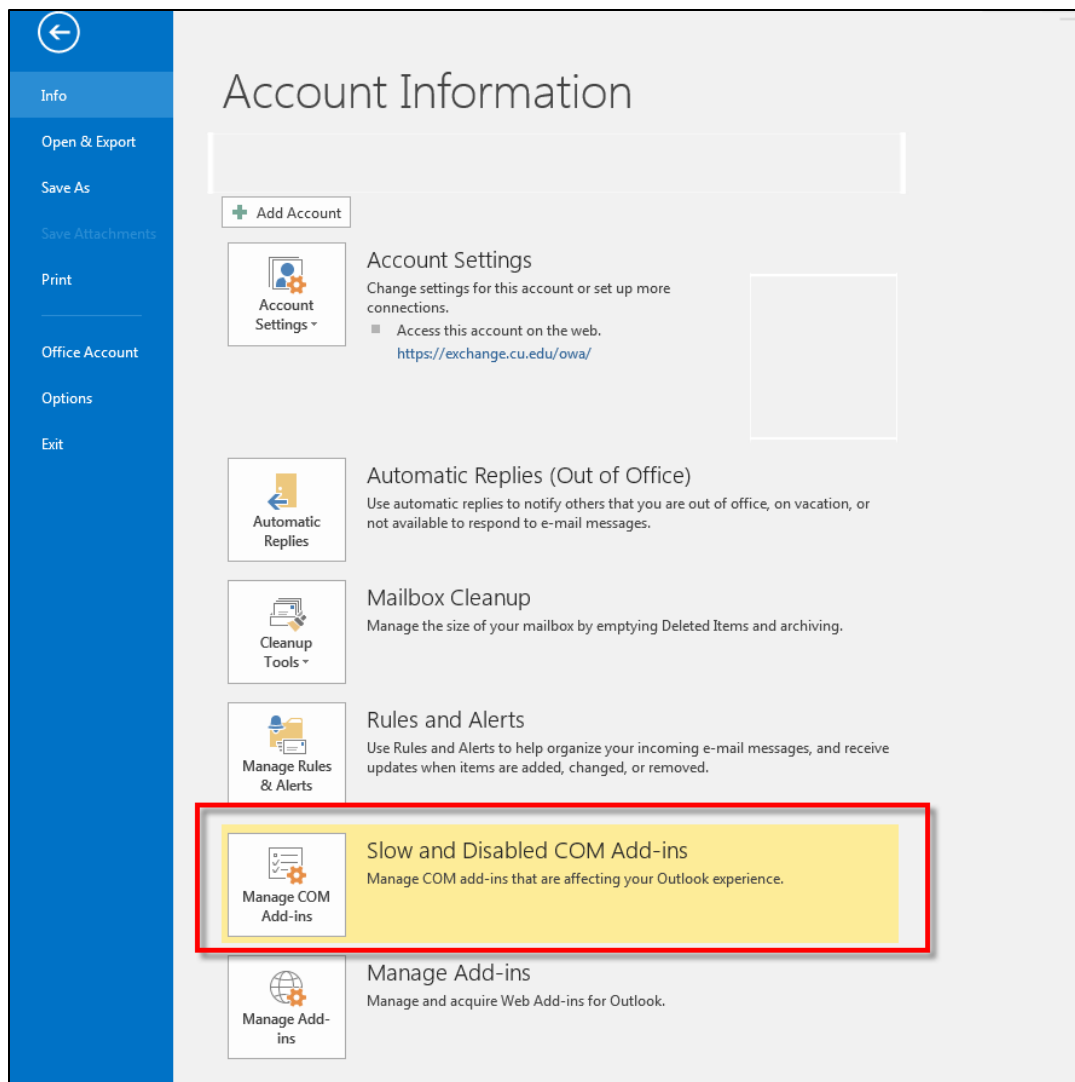 Info
Open & Export
Save As
Save Attachments
Print
Office Account
Options
Exit
Account Information
Add Account
Account
Settings
Account Settings
Change settings for this account or set up more
connections.
Access this account on the web.
https://exchange.cu.edu/owa/
Automatic
Replies
Automatic Replies (Out of Office)
Use automatic replies to notify others that you are out of office, on vacation, or
not available to respond to e-mail messages.
Cleanup
Tools
Mailbox Cleanup
Manage the size of your mailbox by emptying Deleted Items and archiving.
Manage Rules
& Alerts
Rules and Alerts
Use Rules and Alerts to help organize your incoming e-mail messages, and receive
updates when items are added, changed, or removed.
Manage COM
Add-ins
Slow and Disabled COM Add-ins
Manage COM add-ins that are affecting your Outlook experience.
Manage Add-
ins
Manage Add-ins
Manage and acquire Web Add-ins for Outlook.